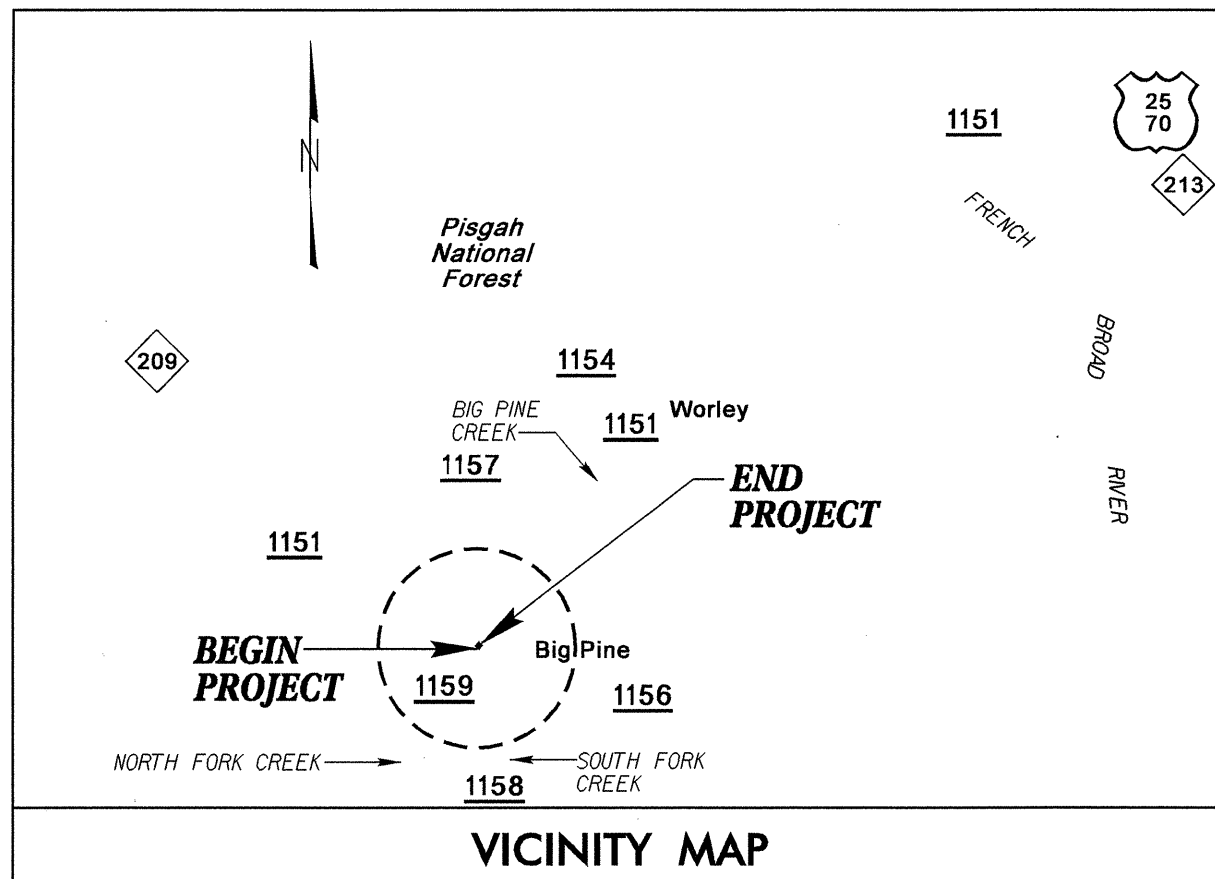 25
70
1151
213
N
FRENCH
Pisgah
National
Forest
BROAD
209
1154
BIG PINE
CREEK
1151
Worley
1157
RIVER
END
PROJECT
1151
BEGIN
PROJECT
Big Pine
1159
1156
NORTH FORK CREEK
SOUTH FORK
CREEK
1158
VICINITY MAP